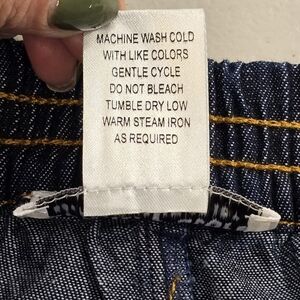 MACHINE WASH COLD
WITH LIKE COLORS
GENTLE CYCLE
DO NOT BLEACH
TUMBLE DRY LOW
WARM STEAM IRON
AS REQUIRED